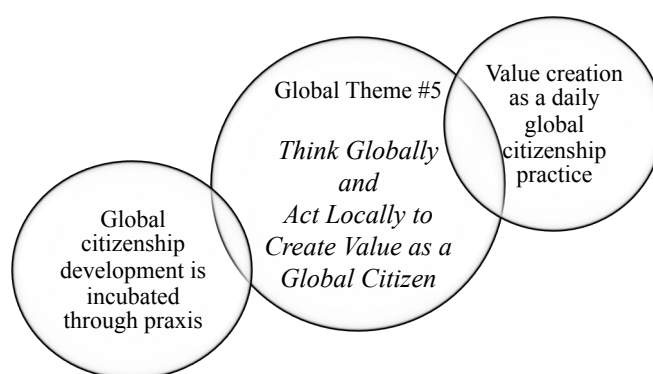 Global Theme #5
Think Globally
and
Act Locally to
Create Value as a
Global Citizen
Value creation
as a daily
global
citizenship
practice
Global
citizenship
development is
incubated
through praxis